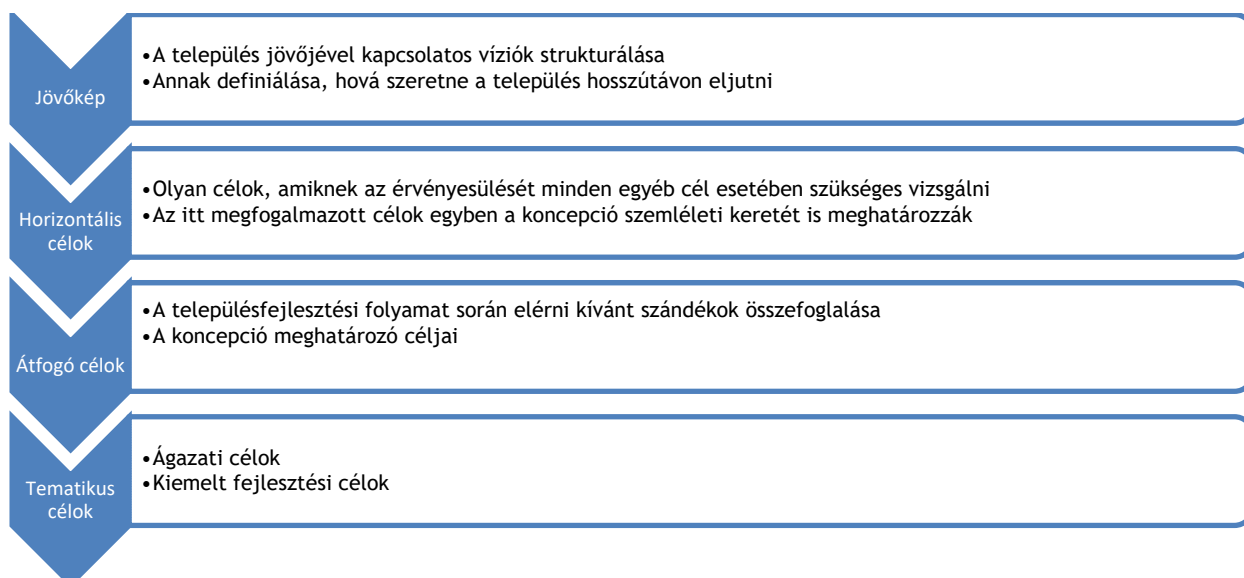 Jövőkép
•A település jövőjével kapcsolatos víziók strukturálása
•Annak definiálása, hová szeretne a település hosszútávon eljutni
Horizontális
célok
•Olyan célok, amiknek az érvényesülését minden egyéb cél esetében szükséges vizsgálni
•Az itt megfogalmazott célok egyben a koncepció szemléleti keretét is meghatározzák
Átfogó célok
•A településfejlesztési folyamat során elérni kívánt szándékok összefoglalása
•A koncepció meghatározó céljai
Tematikus
célok
•Ágazati célok
•Kiemelt fejlesztési célok